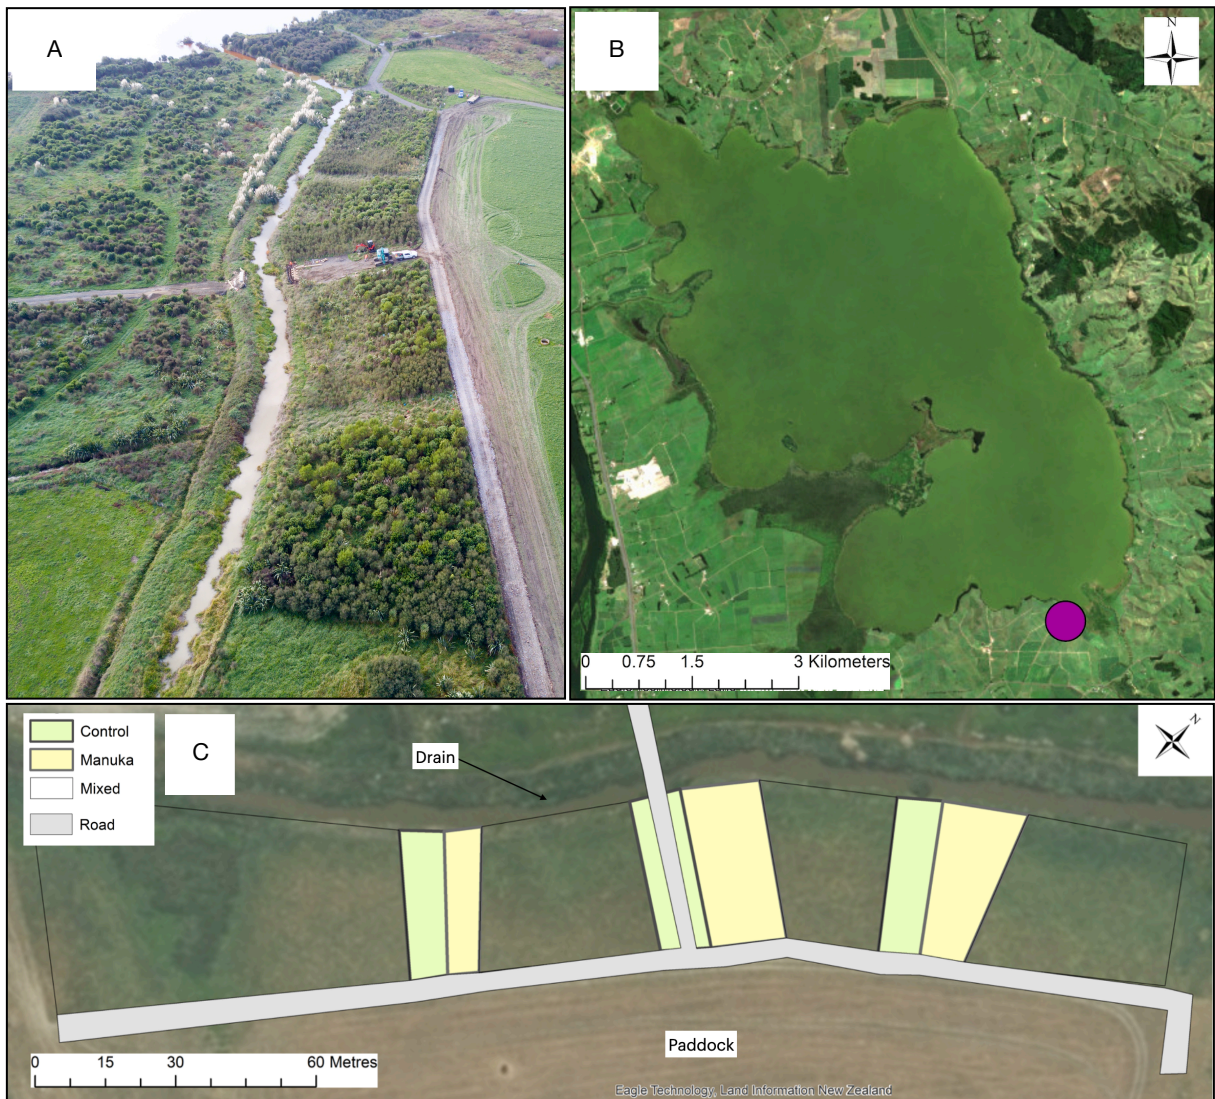 A
B
N
0 0.75 1.5 3 Kilometers
Control
Manuka
Mixed
Road
C
Drain
N
Paddock
0 15 30 60 Metres
Eagle Technology, Land Information New Zealand